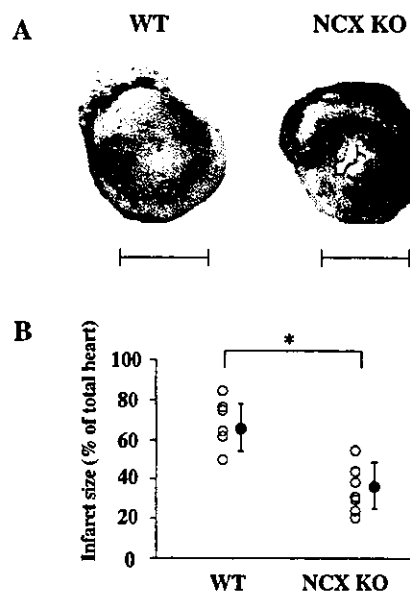 A
WT
NCX KO
B
Infarct size (% of total heart)
100
80
60
40
20
0
*
WT
NCX KO